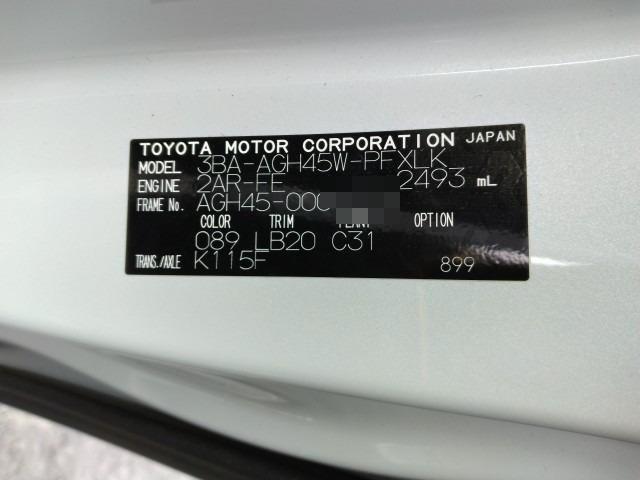 TOYOTA MOTOR CORPORATION JAPAN
MODEL 3BA-AGH45W-PFXLK
ENGINE 2AR-FE 2493 mL
FRAME No. AGH45-000
COLOR TRIM PLANT OPTION
089 LB20 C31
TRANS./AXLE K115F 899